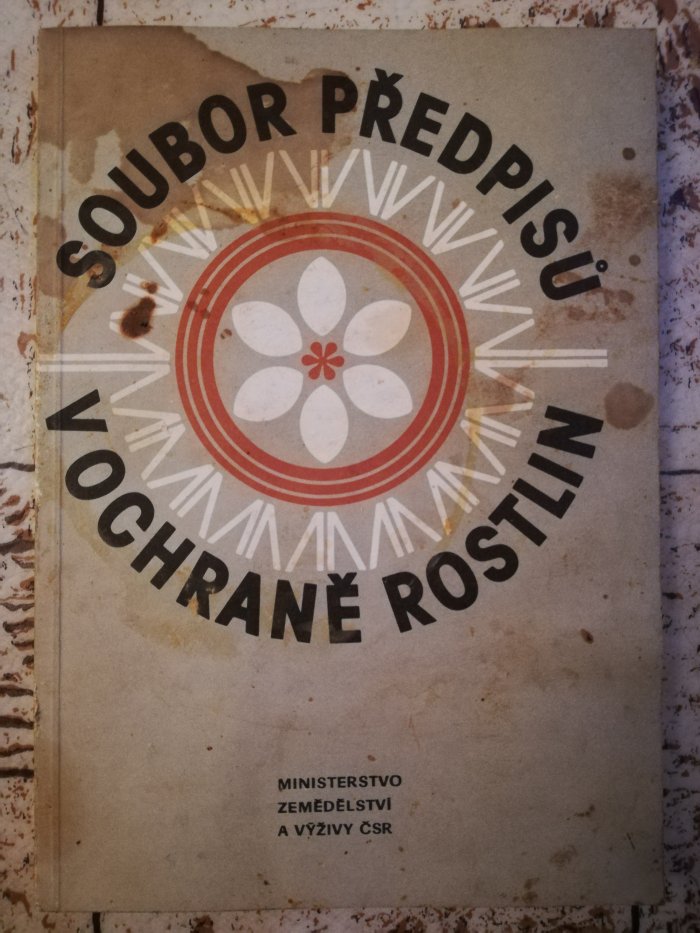 SOUBOR PŘEDPISŮ
V OCHRANĚ ROSTLIN
MINISTERSTVO
ZEMĚDĚLSTVÍ
A VÝŽIVY ČSR